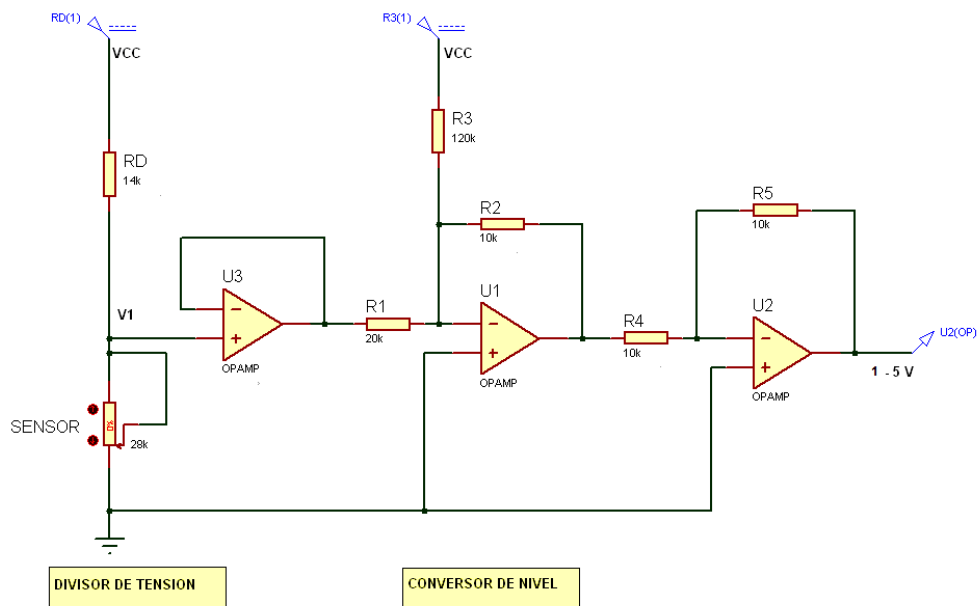 RD(1)
VCC
R3(1)
VCC
RD
14k
R3
120k
R2
10k
R5
10k
U3
OPAMP
V1
R1
20k
U1
OPAMP
R4
10k
U2
OPAMP
U2(OP)
1 - 5 V
SENSOR
0%
28k
DIVISOR DE TENSION
CONVERSOR DE NIVEL